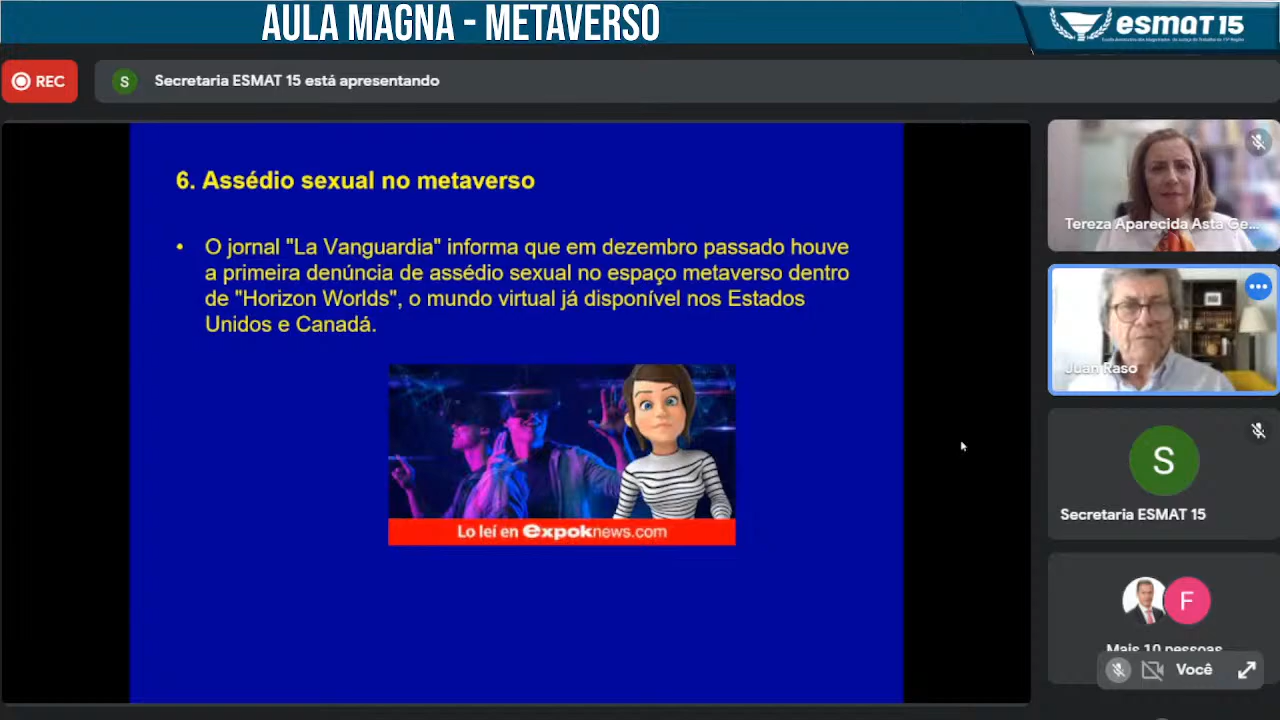 AULA MAGNA - METAVERSO
esmat 15
REC
S
Secretaria ESMAT 15 está apresentando
6. Assédio sexual no metaverso
• O jornal "La Vanguardia" informa que em dezembro passado houve
a primeira denúncia de assédio sexual no espaço metaverso dentro
de "Horizon Worlds", o mundo virtual já disponível nos Estados
Unidos e Canadá.
Lo leí en expoknews.com
Tereza Aparecida Asta Ge...
Juan Raso
S
Secretaria ESMAT 15
F
Mais 10 pessoas
Você